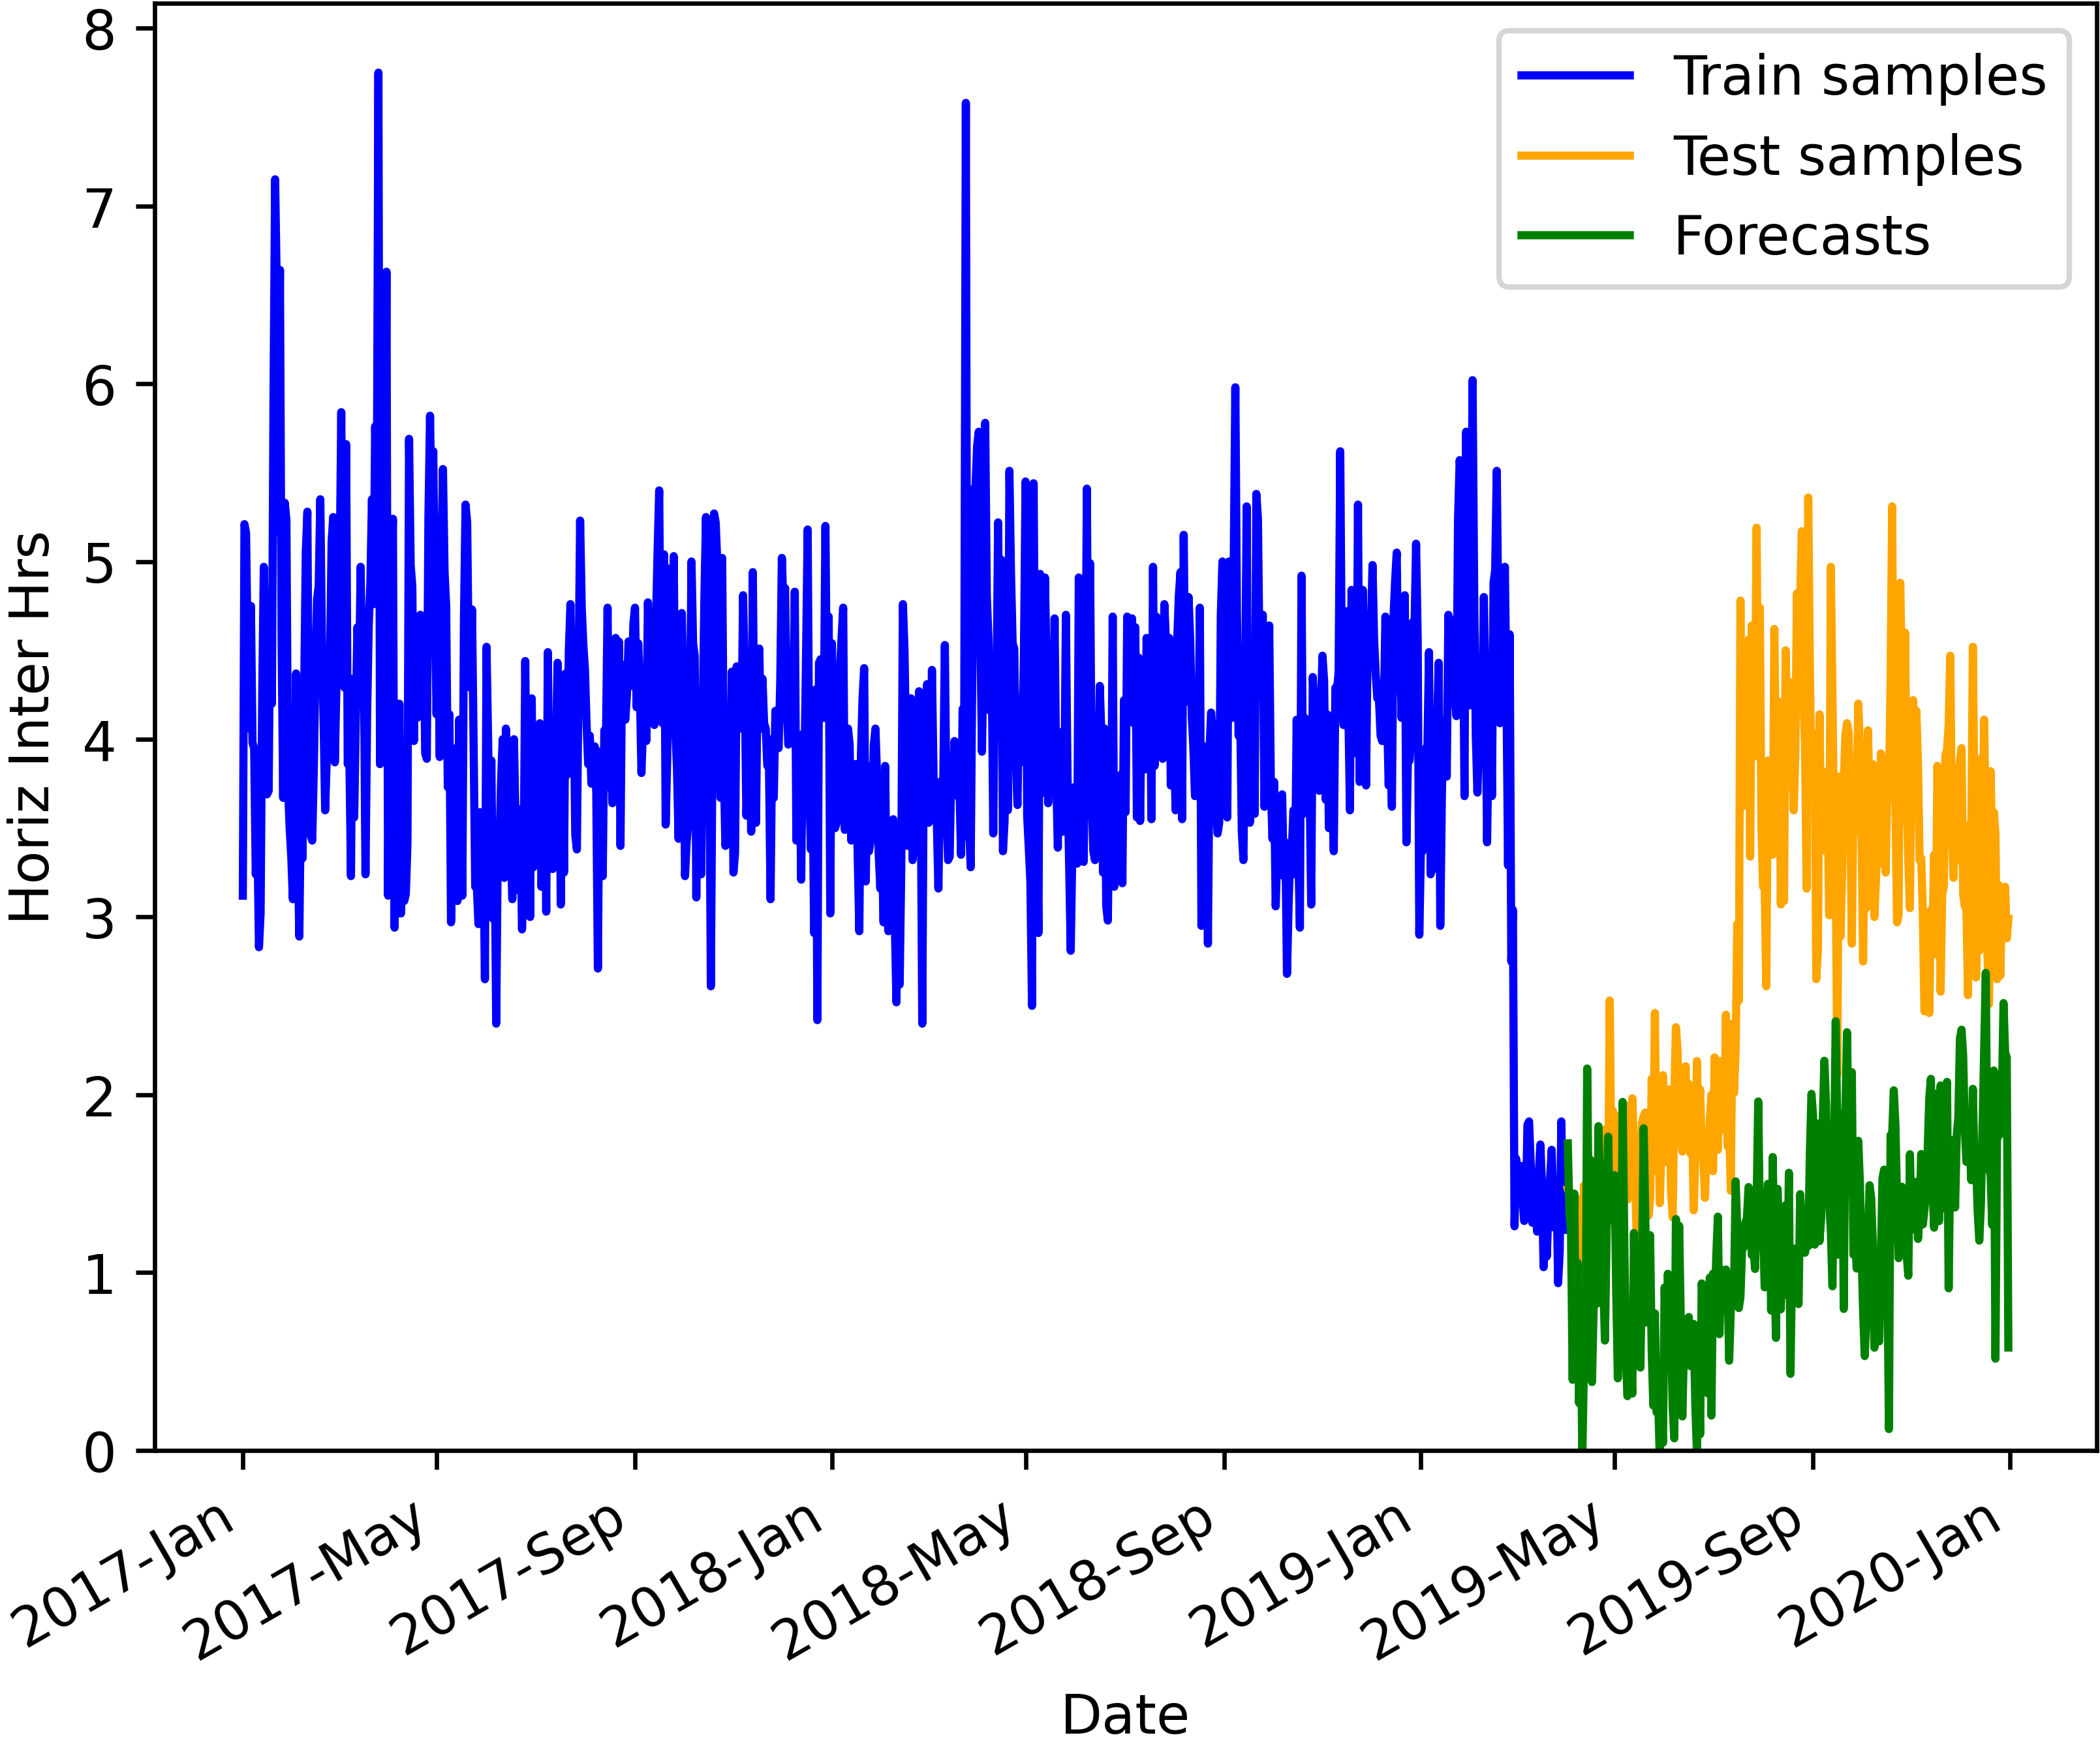 8
7
6
5
4
3
2
1
0
Horiz Inter Hrs
Train samples
Test samples
Forecasts
2017-Jan
2017-May
2017-Sep
2018-Jan
2018-May
2018-Sep
2019-Jan
2019-May
2019-Sep
2020-Jan
Date